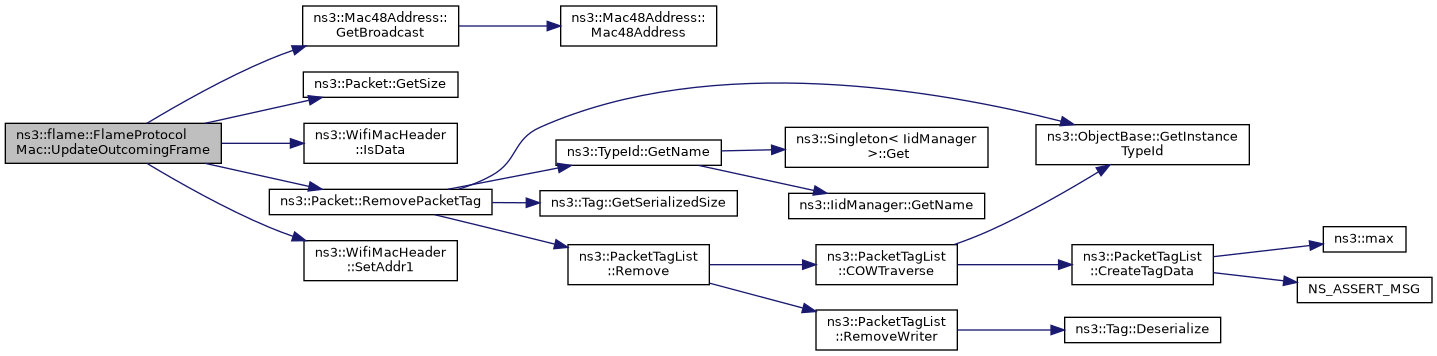 ns3::Mac48Address::
GetBroadcast
ns3::Mac48Address::
Mac48Address
ns3::Packet::GetSize
ns3::flame::FlameProtocol
Mac::UpdateOutcomingFrame
ns3::WifiMacHeader
::IsData
ns3::Packet::RemovePacketTag
ns3::WifiMacHeader
::SetAddr1
ns3::TypeId::GetName
ns3::Singleton< IidManager
>::Get
ns3::IidManager::GetName
ns3::Tag::GetSerializedSize
ns3::ObjectBase::GetInstance
TypeId
ns3::PacketTagList
::Remove
ns3::PacketTagList
::COWTraverse
ns3::PacketTagList
::CreateTagData
ns3::max
NS_ASSERT_MSG
ns3::PacketTagList
::RemoveWriter
ns3::Tag::Deserialize